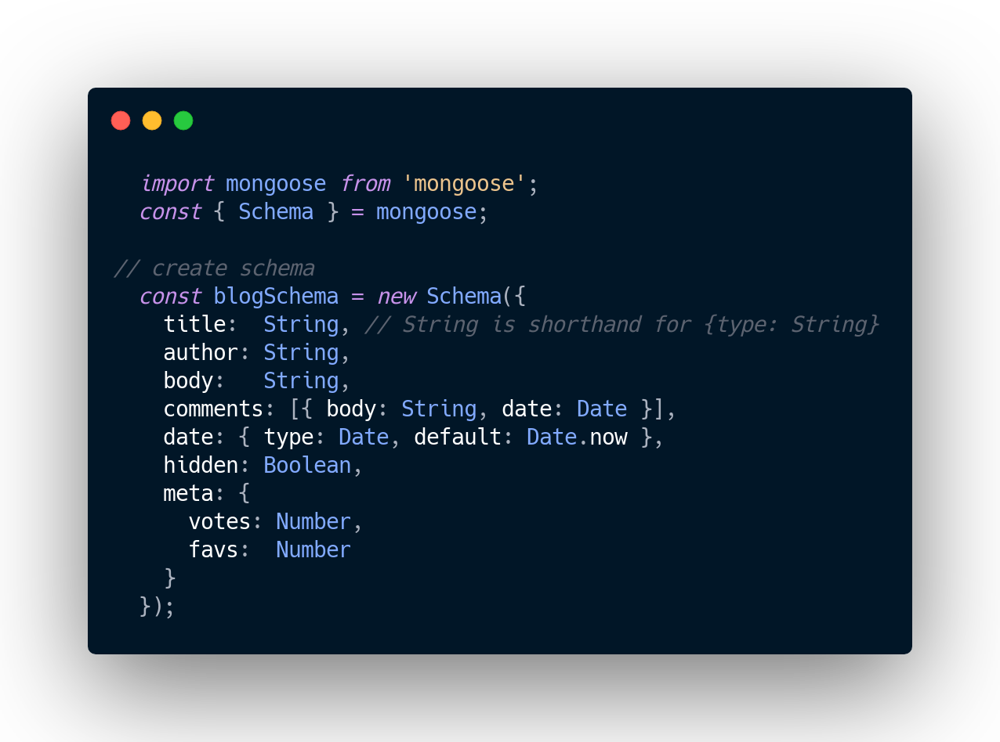 import mongoose from 'mongoose';
  const { Schema } = mongoose;

// create schema
  const blogSchema = new Schema({
    title:  String, // String is shorthand for {type: String}
    author: String,
    body:   String,
    comments: [{ body: String, date: Date }],
    date: { type: Date, default: Date.now },
    hidden: Boolean,
    meta: {
      votes: Number,
      favs:  Number
    }
  });